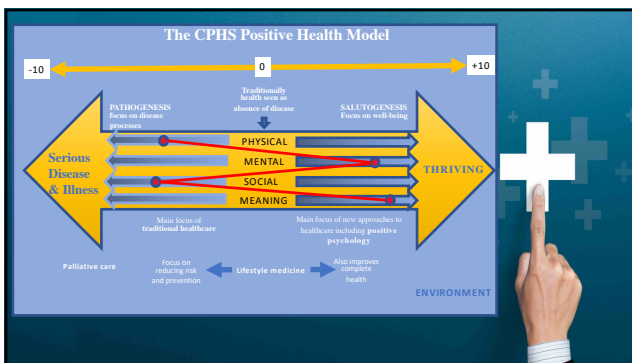 The CPHS Positive Health Model
-10
0
+10
Traditionally
health seen as
absence of disease
PATHOGENESIS
focus on disease
processes
SALUTOGENESIS
Focus on well-being
Serious
Disease
& Illness
PHYSICAL
MENTAL
SOCIAL
MEANING
THRIVING
Main focus of
traditional healthcare
Main focus of new approaches to
healthcare including positive
psychology
Palliative care
Focus on
reducing risk
and prevention
Lifestyle medicine
Also improves
complete
health
ENVIRONMENT